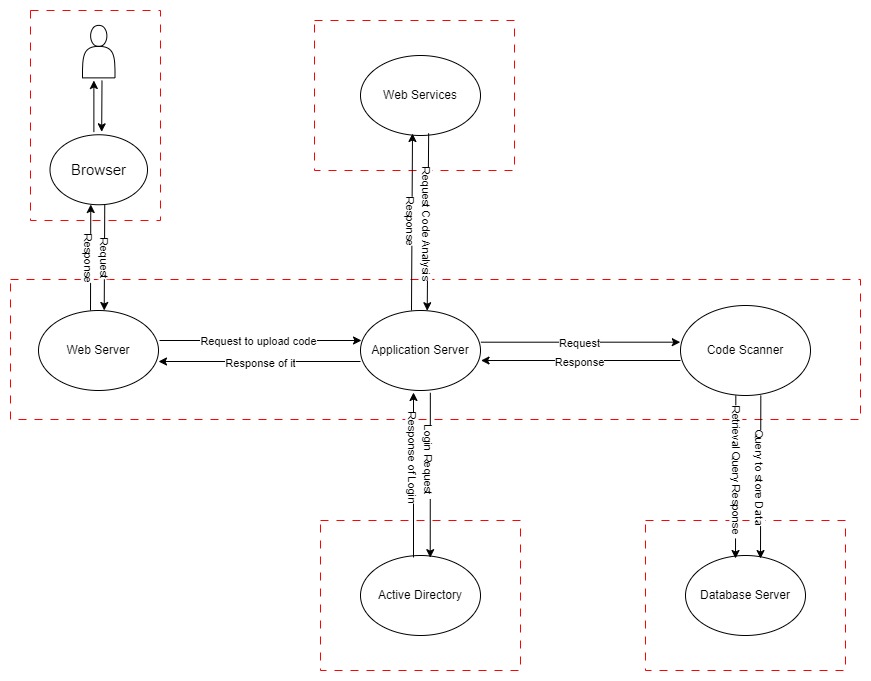 Web Services
Browser
Request Code Analysis
Response
Request
Response
Web Server
Request to upload code
Response of it
Application Server
Request
Response
Code Scanner
Response of Login
Login Request
Retrieval Query Response
Query to store Data
Active Directory
Database Server